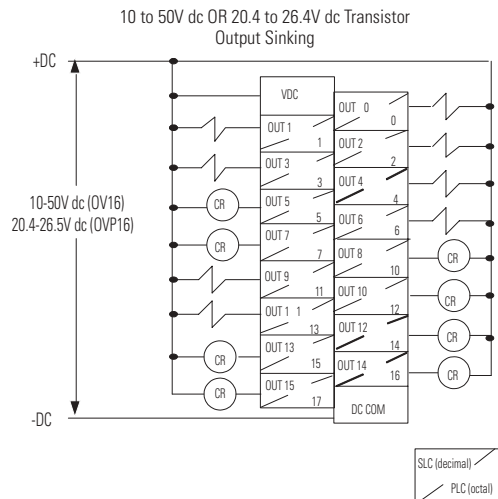 10 to 50V dc OR 20.4 to 26.4V dc Transistor
Output Sinking
+DC
VDC
OUT 0
0
OUT 1
1
OUT 2
2
OUT 3
3
OUT 4
4
10-50V dc (OV16)
20.4-26.5V dc (OVP16)
CR
OUT 5
5
OUT 6
6
CR
OUT 7
7
OUT 8
10
CR
OUT 9
11
OUT 10
12
CR
OUT 1 1
13
OUT 12
14
CR
CR
OUT 13
15
OUT 14
16
CR
CR
OUT 15
17
DC COM
-DC
SLC (decimal)
PLC (octal)